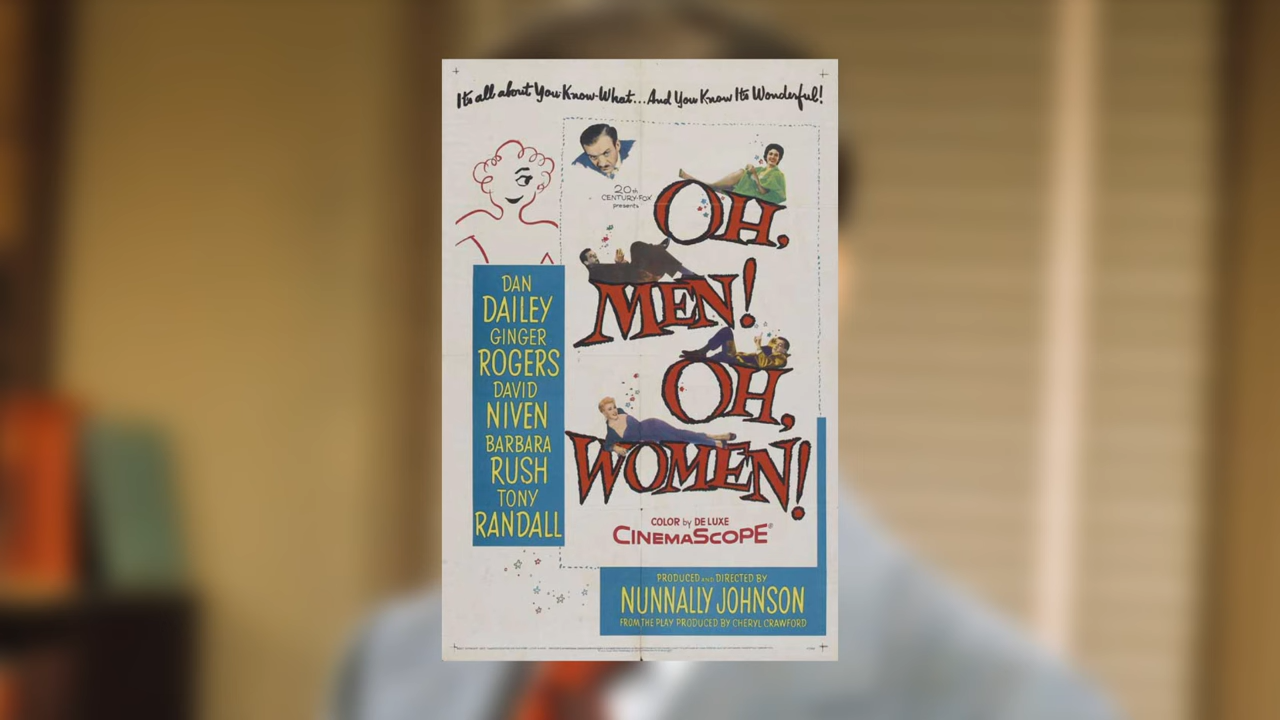 It's all about You-Know-What...And You Know It's Wonderful!
20th
CENTURY-FOX
presents
OH,
MEN!
OH,
WOMEN!
DAN
DAILEY
GINGER
ROGERS
DAVID
NIVEN
BARBARA
RUSH
TONY
RANDALL
COLOR by DE LUXE
CINEMASCOPE®
PRODUCED AND DIRECTED BY
NUNNALLY JOHNSON
FROM THE PLAY PRODUCED BY CHERYL CRAWFORD